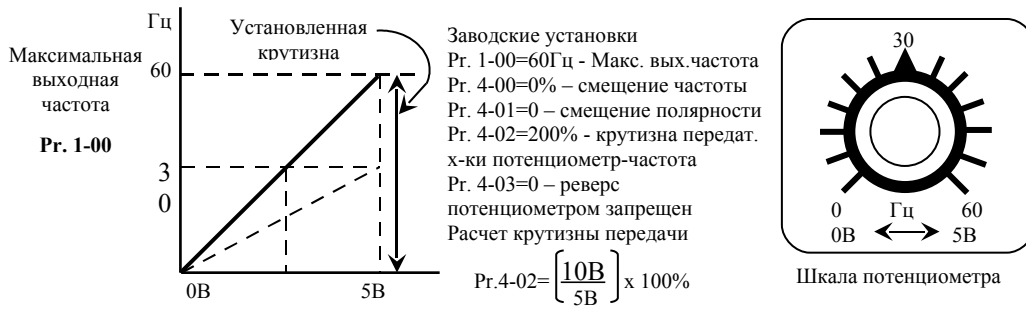 Гц
Максимальная
выходная
частота
Pr. 1-00
60
3
0
0В
5В
Установленная
крутизна
Заводские установки
Pr. 1-00=60Гц - Макс. вых.частота
Pr. 4-00=0% – смещение частоты
Pr. 4-01=0 – смещение полярности
Pr. 4-02=200% - крутизна передат.
х-ки потенциометр-частота
Pr. 4-03=0 – реверс
потенциометром запрещен
Расчет крутизны передачи
Pr.4-02= [10В / 5В] x 100%
30
0 Гц 60
0В 5В
Шкала потенциометра